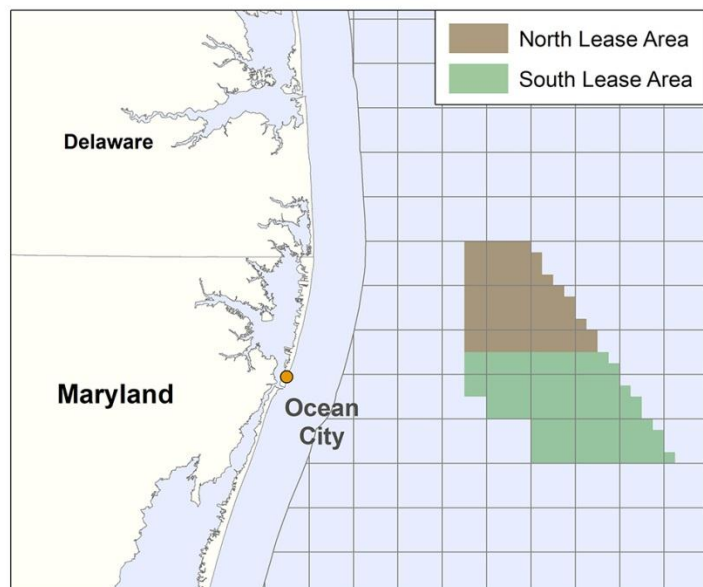 North Lease Area
South Lease Area
Delaware
Maryland
Ocean
City